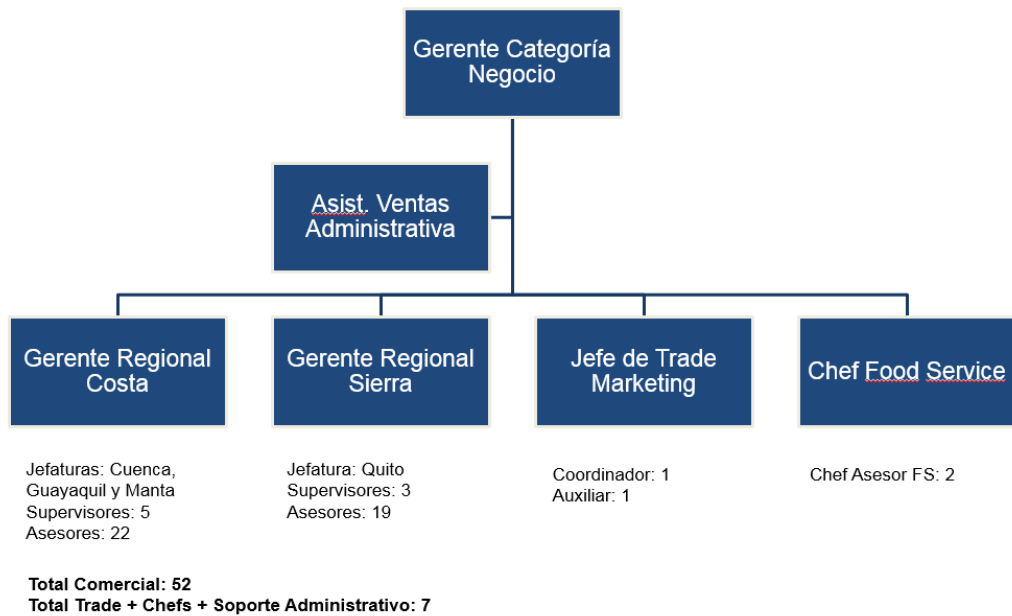 Gerente Categoría
Negocio
Asist. Ventas
Administrativa
Gerente Regional
Costa
Gerente Regional
Sierra
Jefe de Trade
Marketing
Chef Food Service
Jefaturas: Cuenca,
Guayaquil y Manta
Supervisores: 5
Asesores: 22
Jefatura: Quito
Supervisores: 3
Asesores: 19
Coordinador: 1
Auxiliar: 1
Chef Asesor FS: 2
Total Comercial: 52
Total Trade + Chefs + Soporte Administrativo: 7